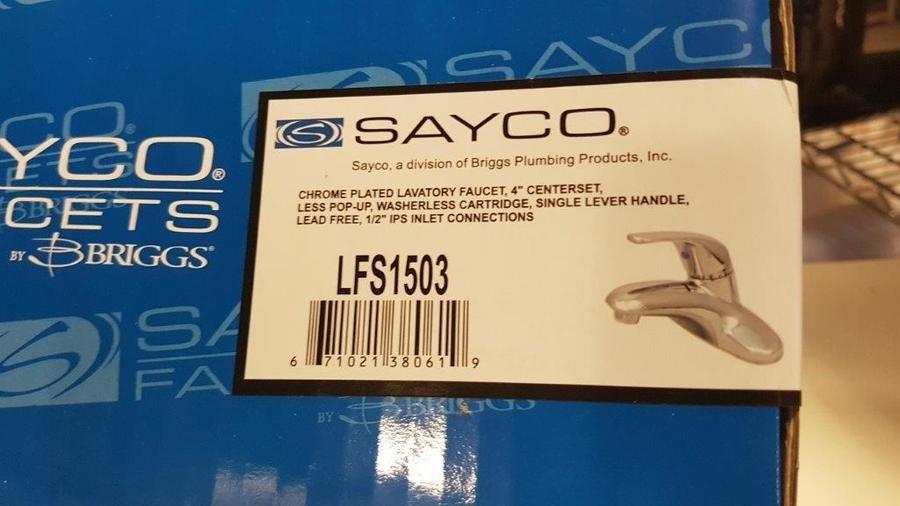 SAYCO
YCO®
CETS
BY BRIGGS®
SAYCO®
Sayco, a division of Briggs Plumbing Products, Inc.
CHROME PLATED LAVATORY FAUCET, 4" CENTERSET,
LESS POP-UP, WASHERLESS CARTRIDGE, SINGLE LEVER HANDLE,
LEAD FREE, 1/2" IPS INLET CONNECTIONS
LFS1503
6 71021 38061 9
SA
FA
BY BRIGGS